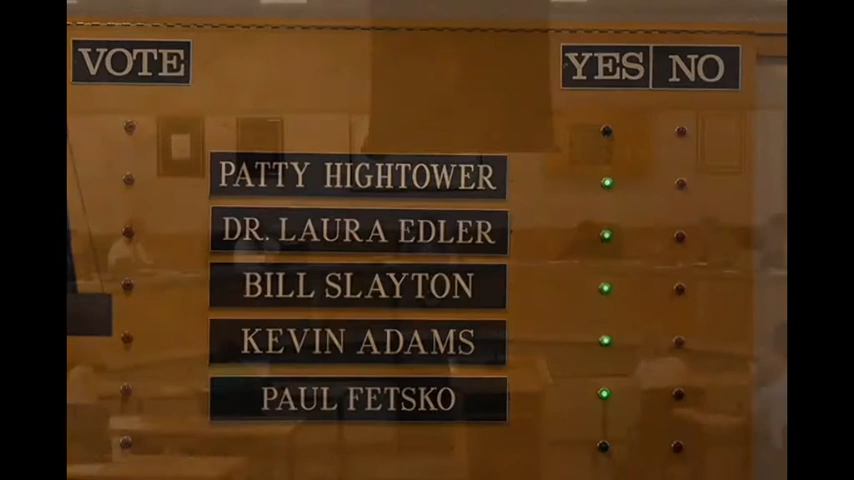 VOTE YES NO
PATTY HIGHTOWER
DR. LAURA EDLER
BILL SLAYTON
KEVIN ADAMS
PAUL FETSKO